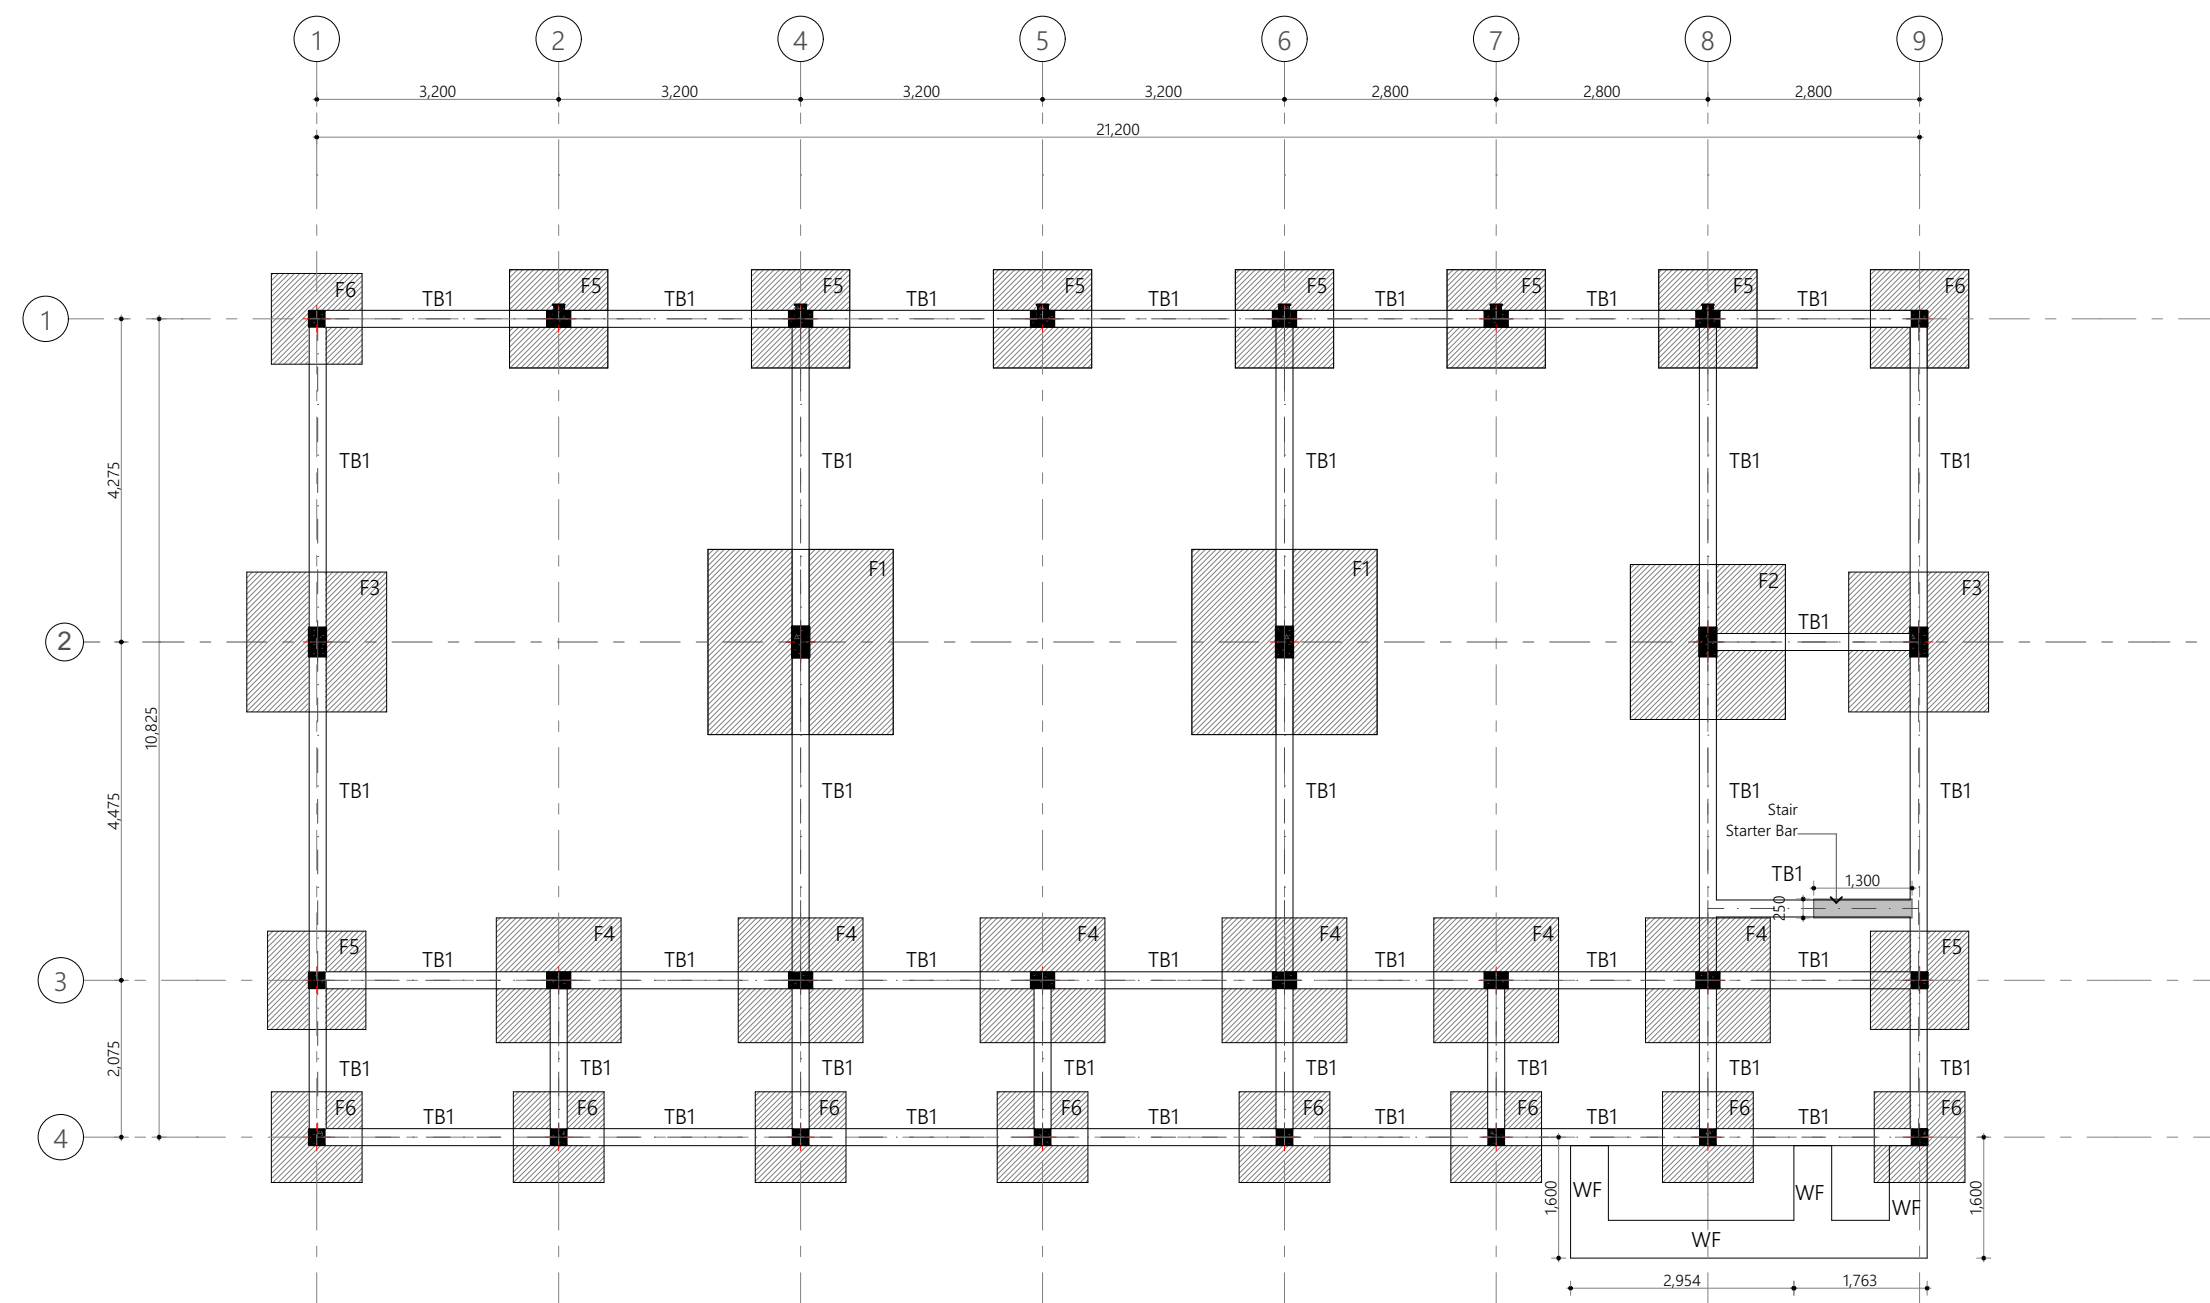 1 2 4 5 6 7 8 9
3,200 3,200 3,200 3,200 2,800 2,800 2,800
21,200
F6 F5 F5 F5 F5 F5 F5 F6
TB1 TB1 TB1 TB1 TB1 TB1 TB1
1
4,275
TB1 TB1 TB1 TB1 TB1
F3 F1 F1 F2 F3
TB1
2
10,825
4,475
TB1 TB1 TB1 TB1 TB1
Stair
Starter Bar
TB1
1,300
250
F5 F4 F4 F4 F4 F4 F4 F5
TB1 TB1 TB1 TB1 TB1 TB1 TB1
3
2,075
TB1 TB1 TB1 TB1 TB1 TB1 TB1 TB1
F6 F6 F6 F6 F6 F6 F6 F6
TB1 TB1 TB1 TB1 TB1 TB1 TB1
4
1,600 WF WF WF 1,600
WF
2,954 1,763